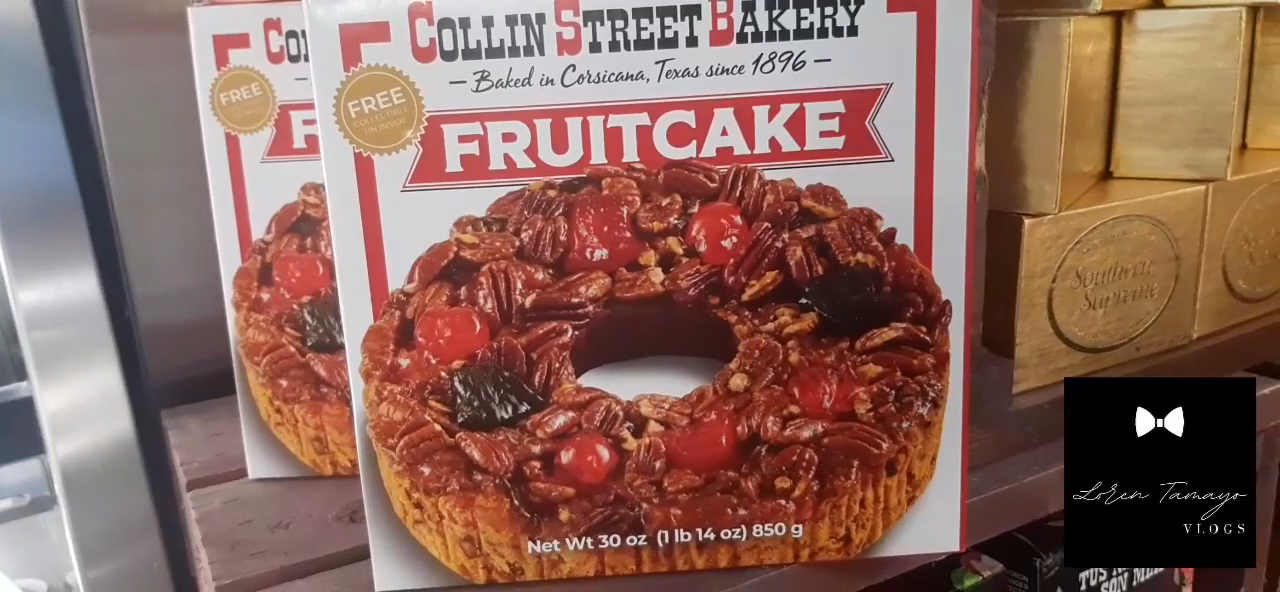 COLLIN STREET BAKERY
Baked in Corsicana, Texas since 1896
FREE
COLLECTIBLE
TIN INSIDE
FRUITCAKE
Net Wt 30 oz (1 lb 14 oz) 850 g
FREE
Southern
Supreme
Loren Tamayo
VLOGS